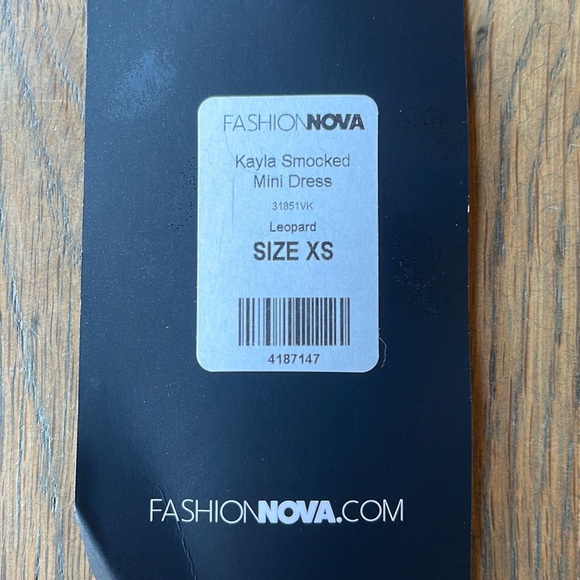 FASHIONNOVA
Kayla Smocked
Mini Dress
31851VK
Leopard
SIZE XS
4187147
FASHIONNOVA.COM